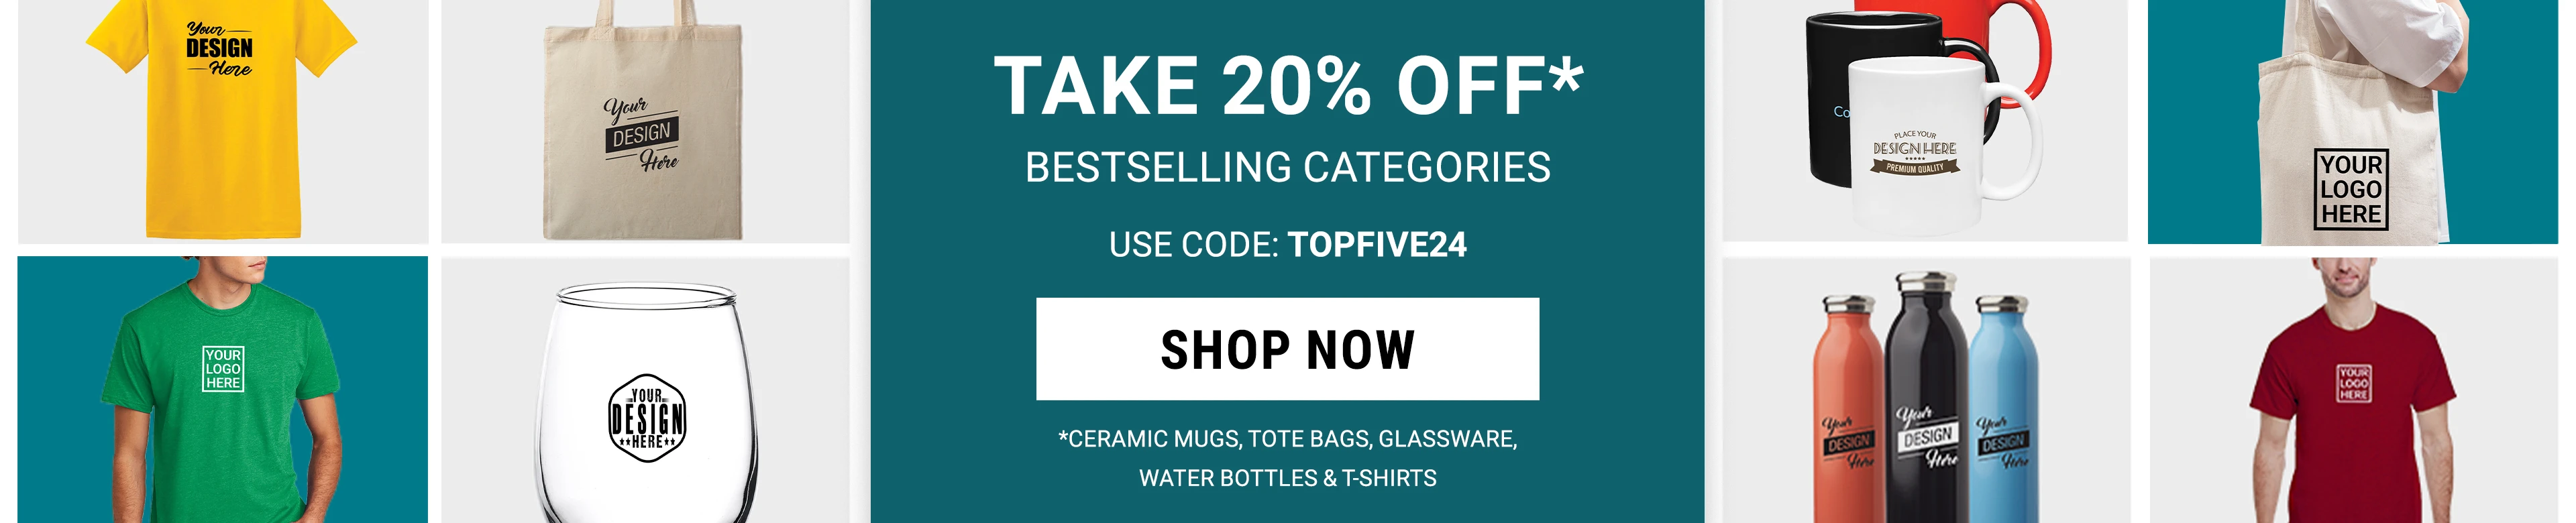 Your
DESIGN
Here
Your
DESIGN
Here
TAKE 20% OFF*
BESTSELLING CATEGORIES
USE CODE: TOPFIVE24
SHOP NOW
*CERAMIC MUGS, TOTE BAGS, GLASSWARE,
WATER BOTTLES & T-SHIRTS
Co
PLACE YOUR
DESIGN HERE
PREMIUM QUALITY
YOUR
LOGO
HERE
YOUR
LOGO
HERE
YOUR
DESIGN
HERE
Your
DESIGN
Here
Your
DESIGN
Here
Your
DESIGN
Here
YOUR
LOGO
HERE